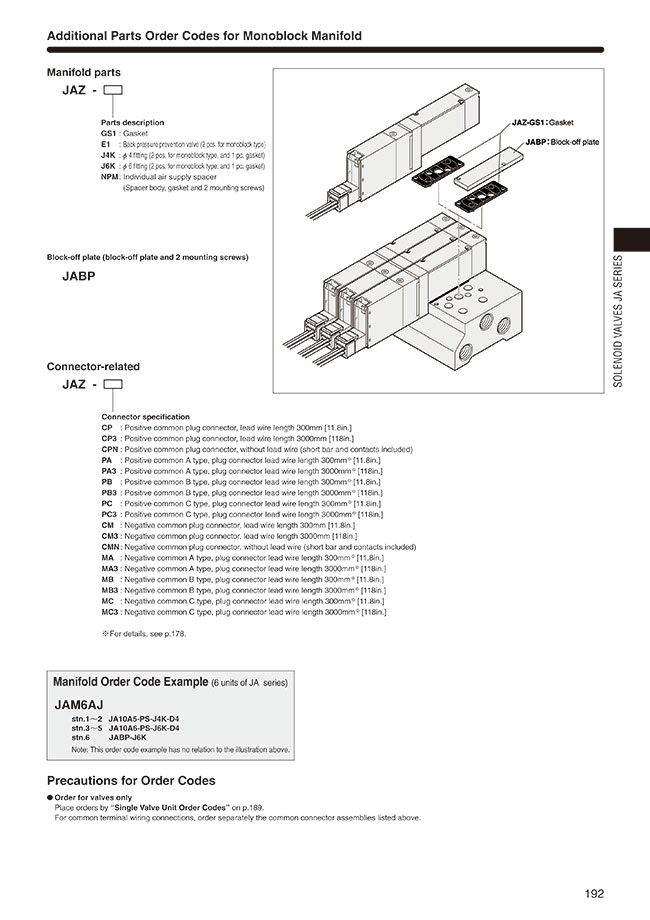 Additional Parts Order Codes for Monoblock Manifold
Manifold parts
JAZ -
Parts description
GS1 : Gasket
E1 : Back pressure prevention valve (2 pcs. for monoblock type)
J4K : φ 4 fitting (2 pcs. for monoblock type, and 1 pc. gasket)
J6K : φ 6 fitting (2 pcs. for monoblock type, and 1 pc. gasket)
NPM : Individual air supply spacer
(Spacer body, gasket and 2 mounting screws)
JAZ-GS1 : Gasket
JABP : Block-off plate
Block-off plate (block-off plate and 2 mounting screws)
JABP
SOLENOID VALVES JA SERIES
Connector-related
JAZ -
Connector specification
CP : Positive common plug connector, lead wire length 300mm [11.8in.]
CP3 : Positive common plug connector, lead wire length 3000mm [118in.]
CPN : Positive common plug connector, without lead wire (short bar and contacts included)
PA : Positive common A type, plug connector lead wire length 300mm※ [11.8in.]
PA3 : Positive common A type, plug connector lead wire length 3000mm※ [118in.]
PB : Positive common B type, plug connector lead wire length 300mm※ [11.8in.]
PB3 : Positive common B type, plug connector lead wire length 3000mm※ [118in.]
PC : Positive common C type, plug connector lead wire length 300mm※ [11.8in.]
PC3 : Positive common C type, plug connector lead wire length 3000mm※ [118in.]
CM : Negative common plug connector, lead wire length 300mm [11.8in.]
CM3 : Negative common plug connector, lead wire length 3000mm [118in.]
CMN : Negative common plug connector, without lead wire (short bar and contacts included)
MA : Negative common A type, plug connector lead wire length 300mm※ [11.8in.]
MA3 : Negative common A type, plug connector lead wire length 3000mm※ [118in.]
MB : Negative common B type, plug connector lead wire length 300mm※ [11.8in.]
MB3 : Negative common B type, plug connector lead wire length 3000mm※ [118in.]
MC : Negative common C type, plug connector lead wire length 300mm※ [11.8in.]
MC3 : Negative common C type, plug connector lead wire length 3000mm※ [118in.]
※For details, see p.178.
Manifold Order Code Example (6 units of JA series)
JAM6AJ
stn.1～2 JA10A5-PS-J4K-D4
stn.3～5 JA10A6-PS-J6K-D4
stn.6 JABP-J6K
Note: This order code example has no relation to the illustration above.
Precautions for Order Codes
● Order for valves only
Place orders by "Single Valve Unit Order Codes" on p.189.
For common terminal wiring connections, order separately the common connector assemblies listed above.
192